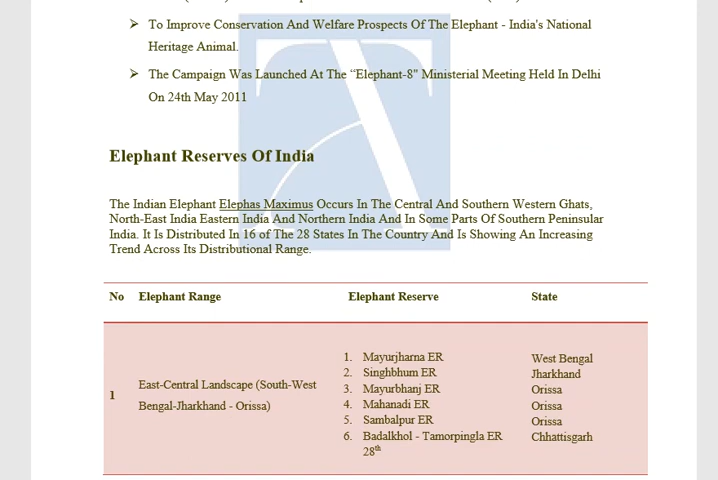 ➢ To Improve Conservation And Welfare Prospects Of The Elephant - India's National
Heritage Animal.
➢ The Campaign Was Launched At The “Elephant-8" Ministerial Meeting Held In Delhi
On 24th May 2011
Elephant Reserves Of India
The Indian Elephant Elephas Maximus Occurs In The Central And Southern Western Ghats,
North-East India Eastern India And Northern India And In Some Parts Of Southern Peninsular
India. It Is Distributed In 16 of The 28 States In The Country And Is Showing An Increasing
Trend Across Its Distributional Range.
No Elephant Range Elephant Reserve State
1 East-Central Landscape (South-West
Bengal-Jharkhand - Orissa)
1. Mayurjharna ER West Bengal
2. Singhbhum ER Jharkhand
3. Mayurbhanj ER Orissa
4. Mahanadi ER Orissa
5. Sambalpur ER Orissa
6. Badalkhol - Tamorpingla ER Chhattisgarh
28th